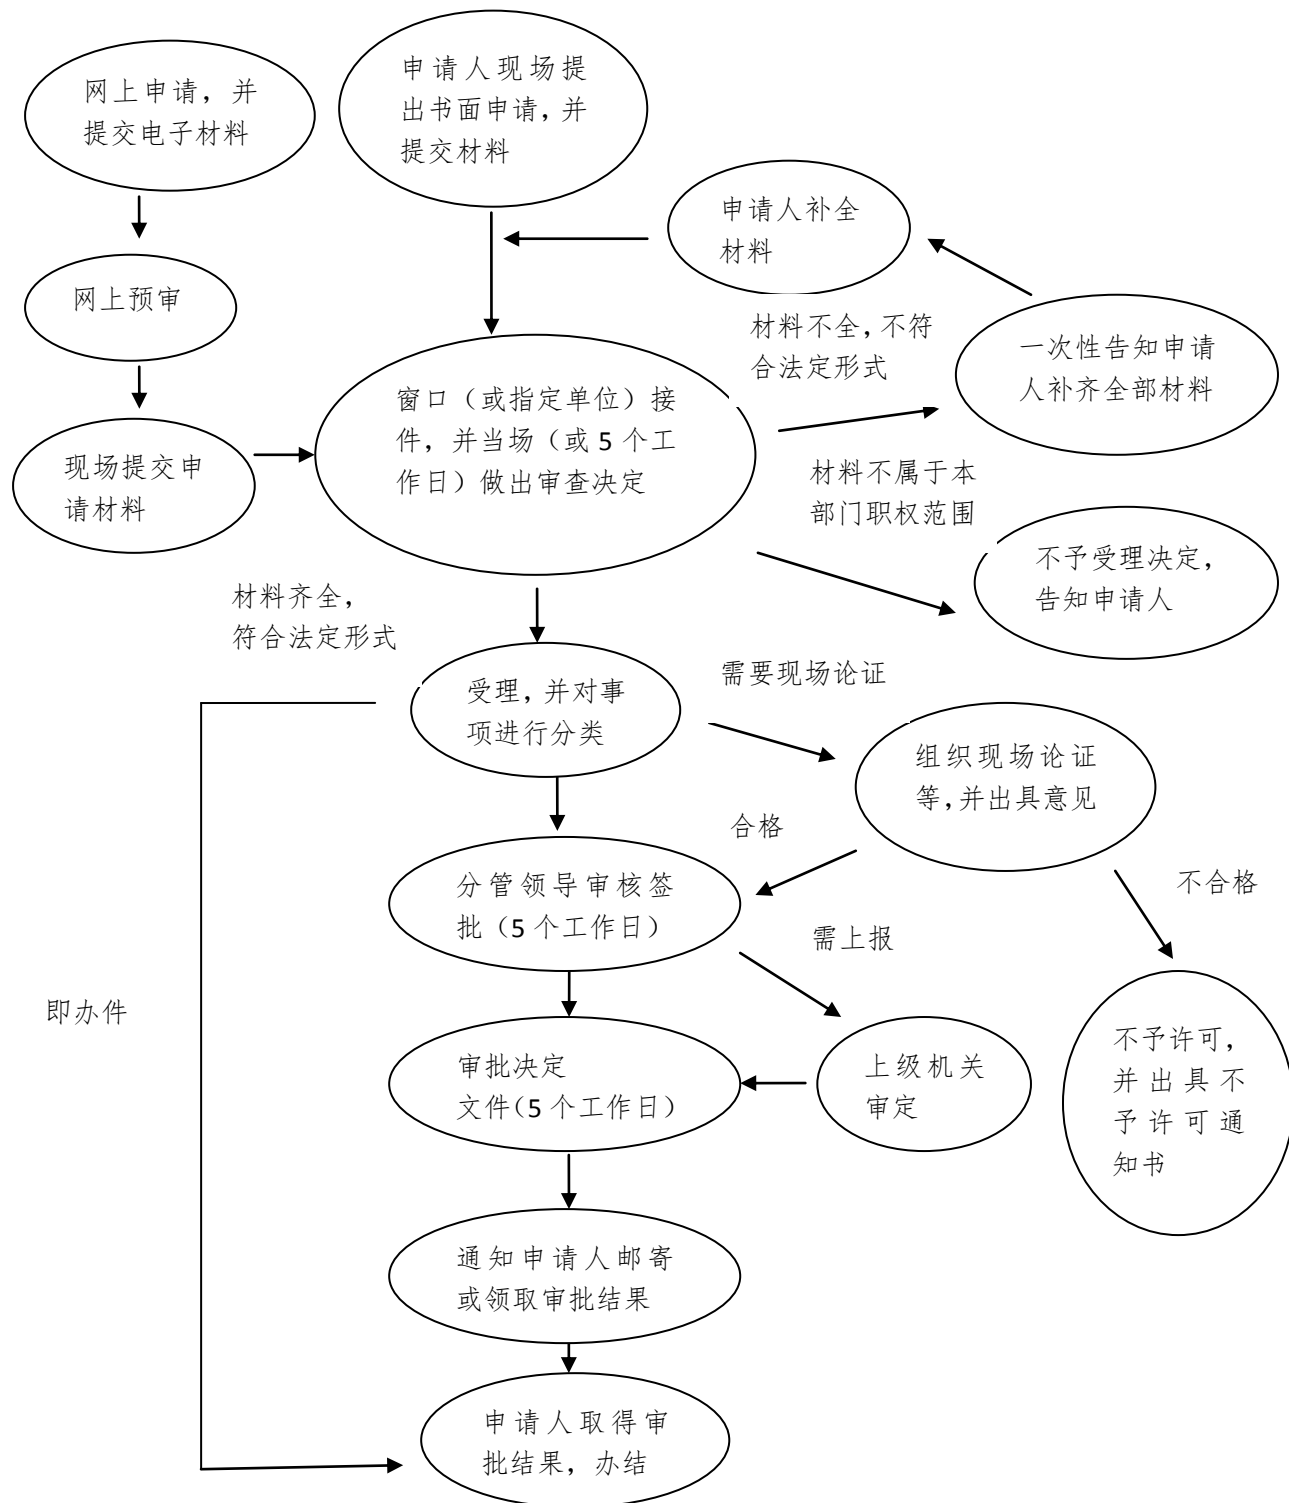 网上申请，并
提交电子材料
申请人现场提
出书面申请，并
提交材料
申请人补全
材料
网上预审
材料不全，不符
合法定形式
一次性告知申请
人补齐全部材料
窗口（或指定单位）接
件，并当场（或 5 个工
作日）做出审查决定
现场提交申
请材料
材料不属于本
部门职权范围
不予受理决定，
告知申请人
材料齐全，
符合法定形式
受理，并对事
项进行分类
需要现场论证
组织现场论证
等，并出具意见
合格
不合格
分管领导审核签
批（5 个工作日）
需上报
即办件
审批决定
文件（5 个工作日）
上级机关
审定
不予许可，
并出具不
予许可通
知书
通知申请人邮寄
或领取审批结果
申请人取得审
批结果，办结